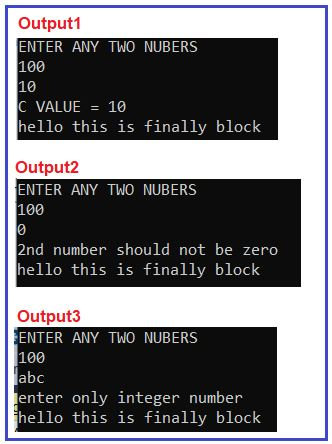 Output1
ENTER ANY TWO NUBERS
100
10
C VALUE = 10
hello this is finally block
Output2
ENTER ANY TWO NUBERS
100
0
2nd number should not be zero
hello this is finally block
Output3
ENTER ANY TWO NUBERS
100
abc
enter only integer number
hello this is finally block